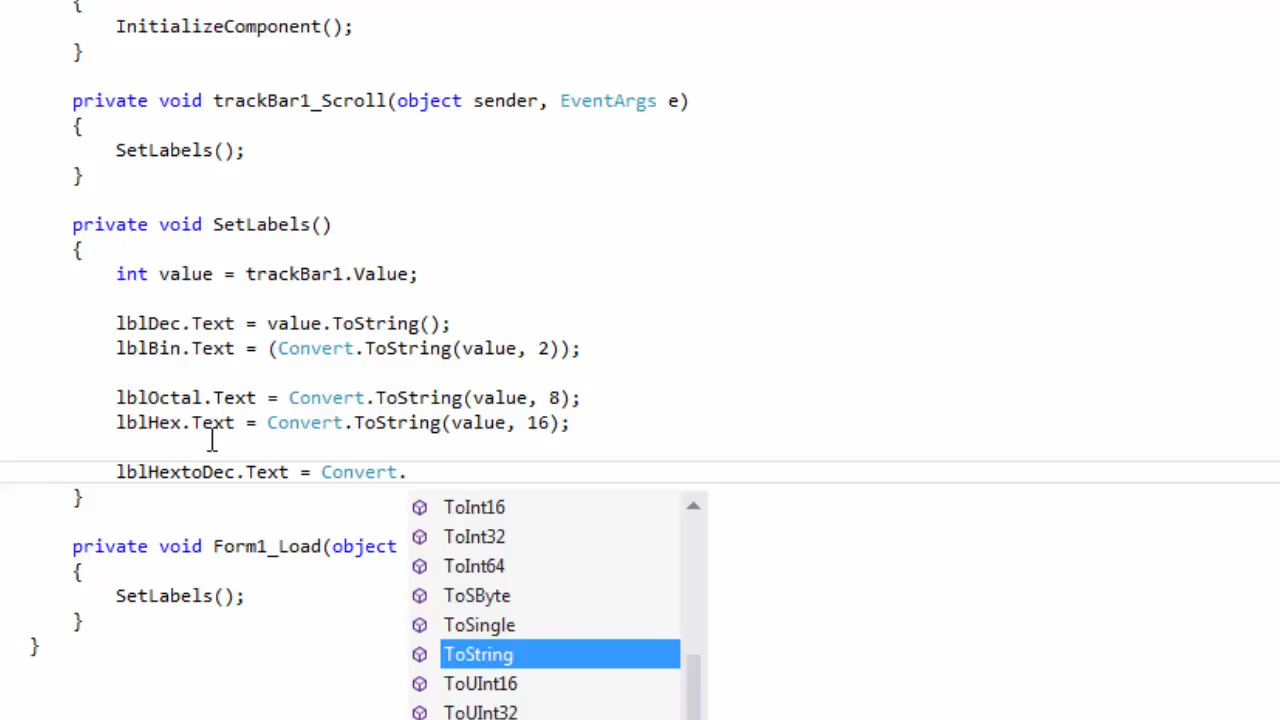 {
InitializeComponent();
}
private void trackBar1_Scroll(object sender, EventArgs e)
{
SetLabels();
}
private void SetLabels()
{
int value = trackBar1.Value;
lblDec.Text = value.ToString();
lblBin.Text = (Convert.ToString(value, 2));
lblOctal.Text = Convert.ToString(value, 8);
lblHex.Text = Convert.ToString(value, 16);
lblHextoDec.Text = Convert.
}
ToInt16
ToInt32
ToInt64
ToSByte
ToSingle
ToString
ToUInt16
ToUInt32
private void Form1_Load(object
{
SetLabels();
}
}